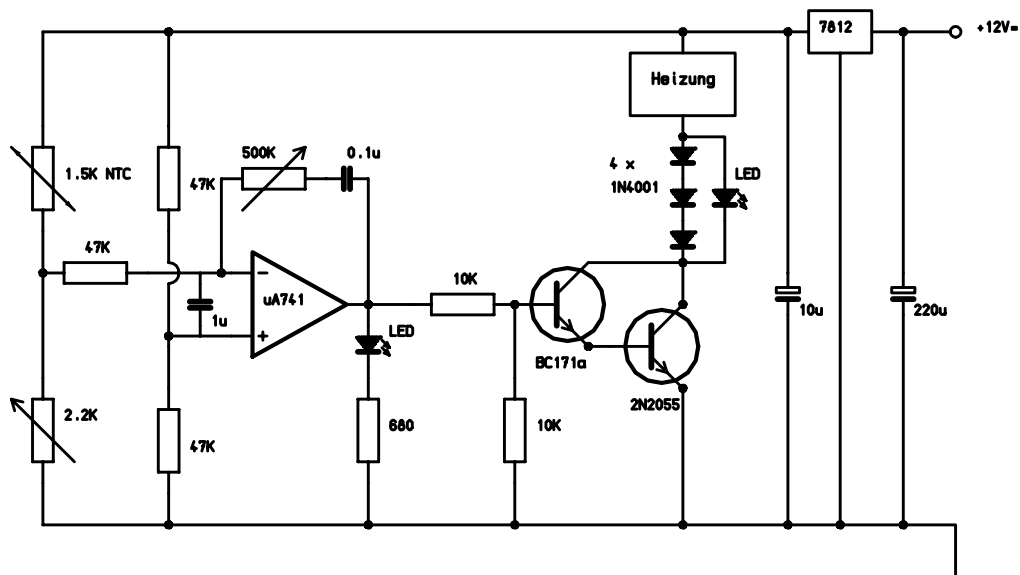 7812
+12V=
Heizung
1.5K NTC
47K
500K
0.1u
4 x
1N4001
LED
47K
uA741
1u
10K
LED
BC171a
2N2055
10u
220u
2.2K
47K
680
10K